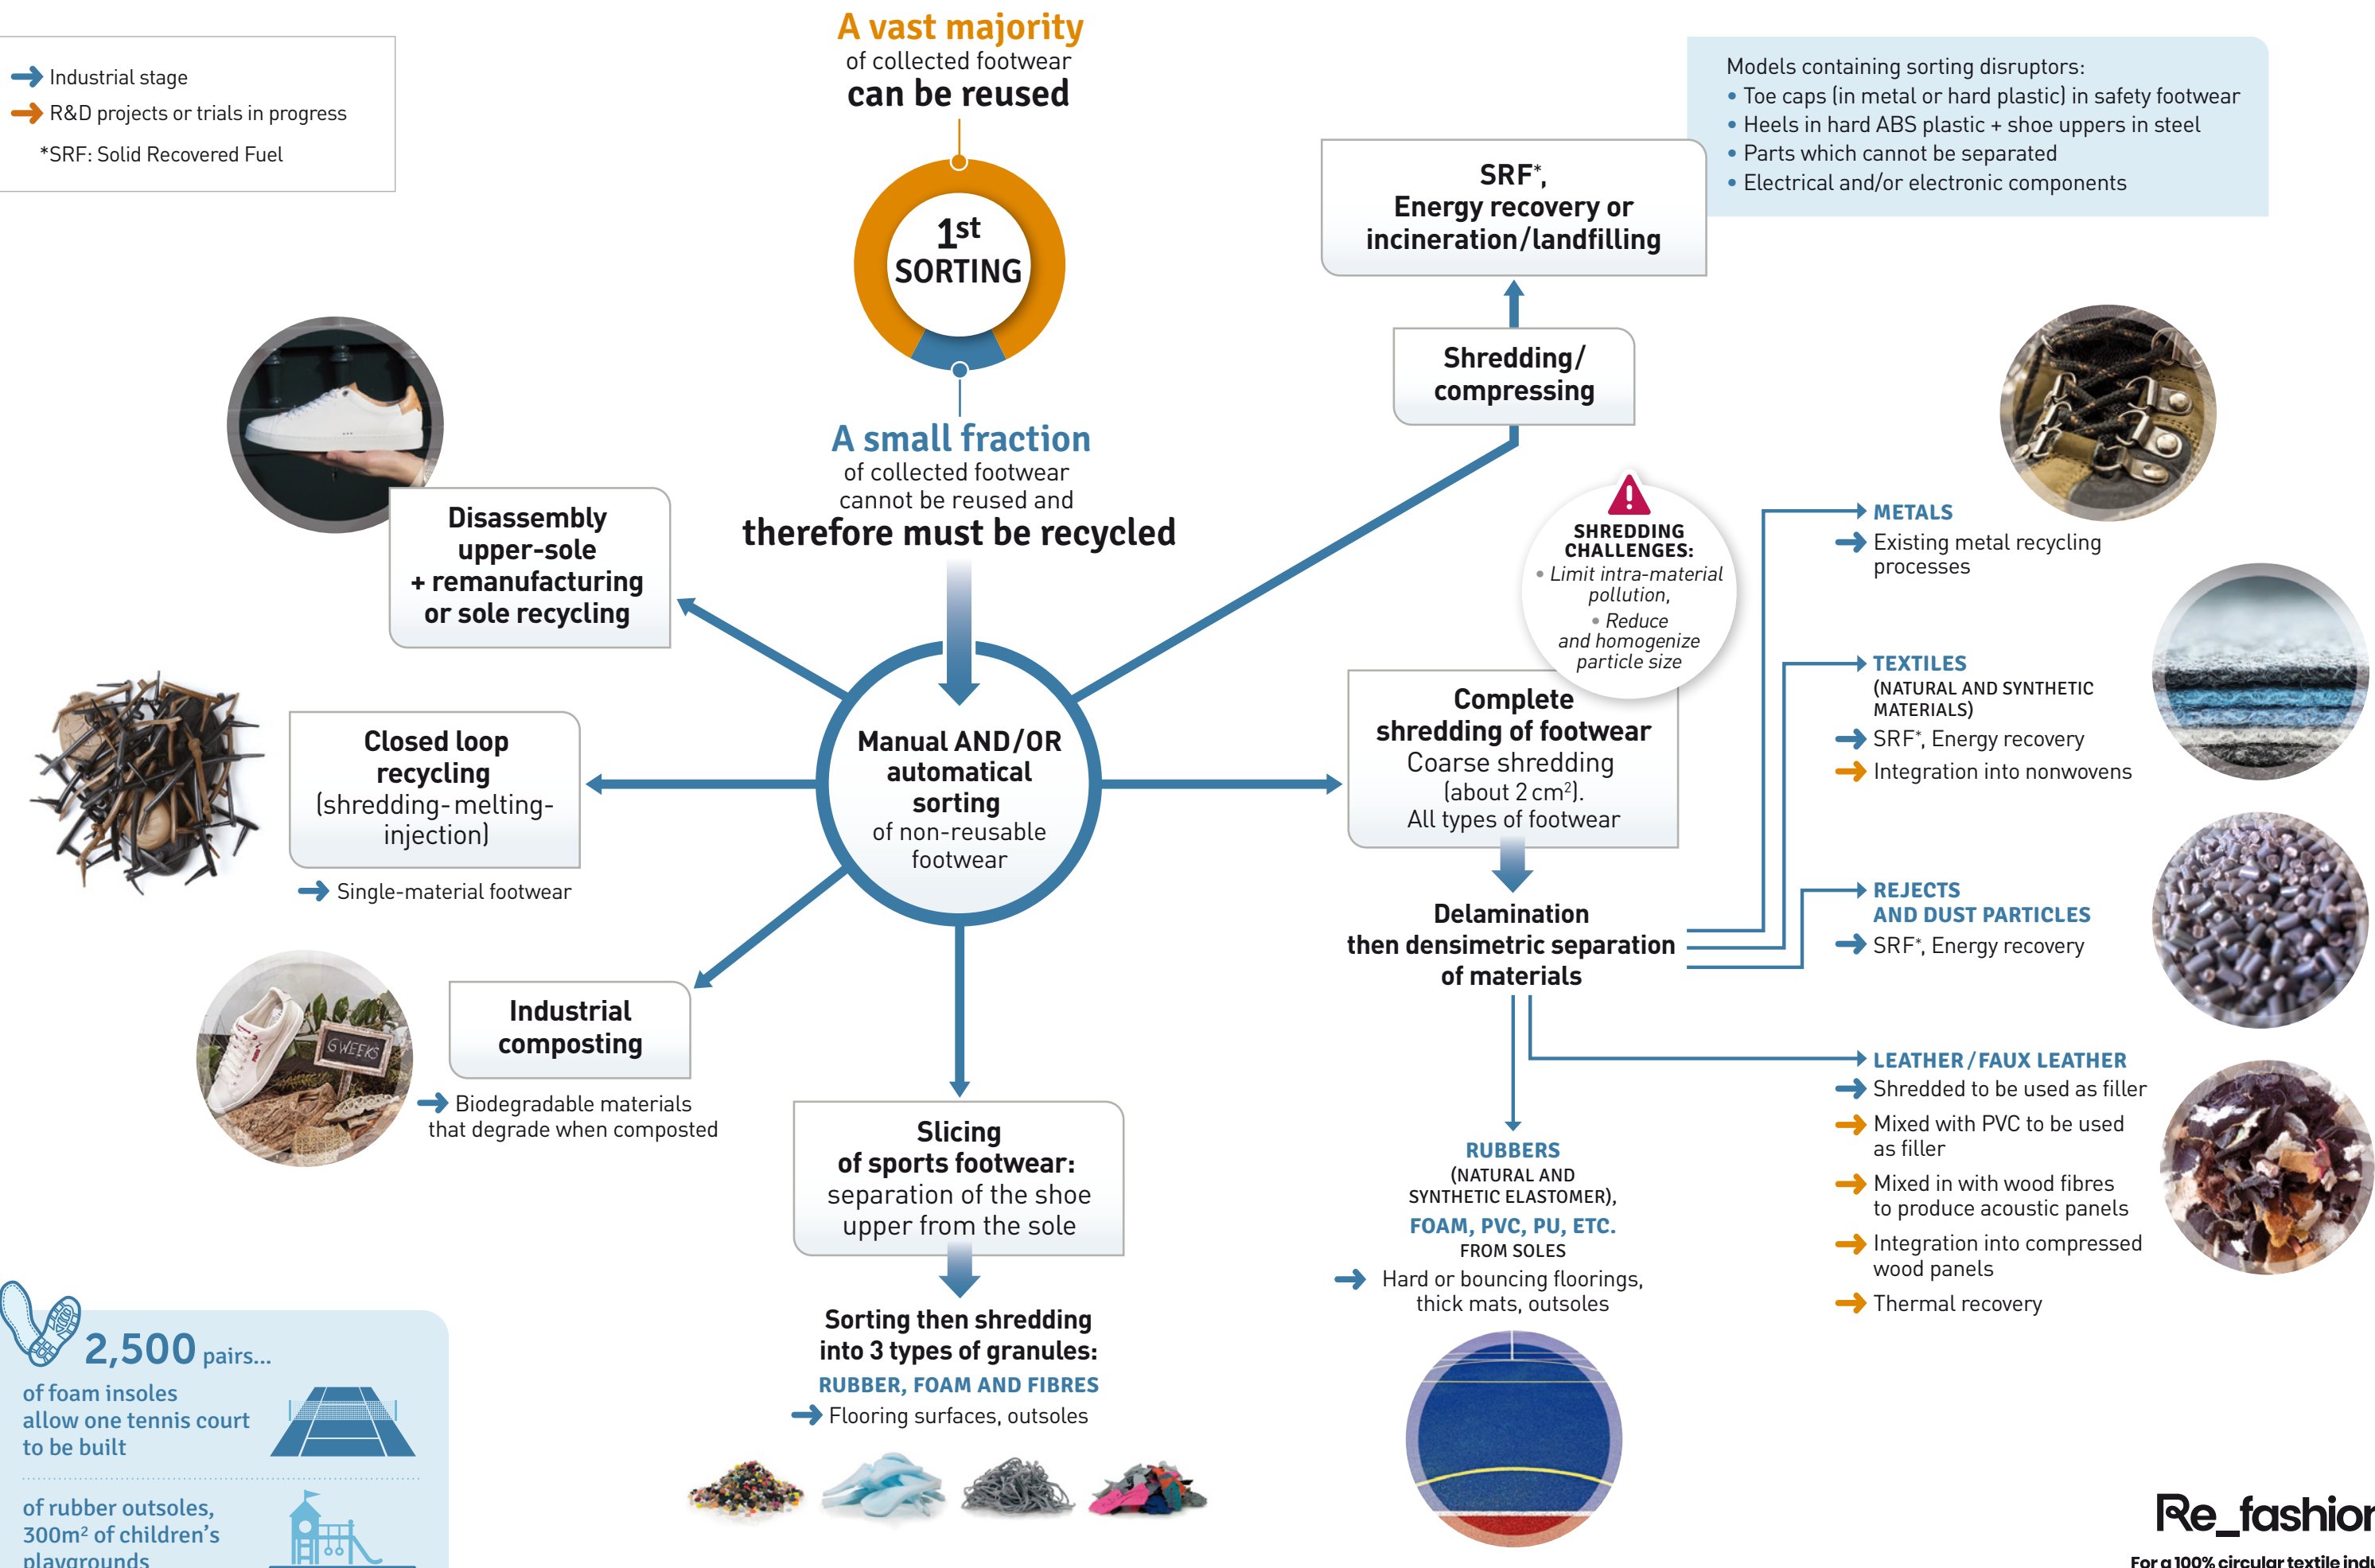 Industrial stage
R&D projects or trials in progress
*SRF: Solid Recovered Fuel
A vast majority
of collected footwear
can be reused
1st
SORTING
A small fraction
of collected footwear
cannot be reused and
therefore must be recycled
Models containing sorting disruptors:
• Toe caps (in metal or hard plastic) in safety footwear
• Heels in hard ABS plastic + shoe uppers in steel
• Parts which cannot be separated
• Electrical and/or electronic components
SRF*,
Energy recovery or
incineration/landfilling
Shredding/
compressing
Disassembly
upper-sole
+ remanufacturing
or sole recycling
Closed loop
recycling
(shredding-melting-
injection)
Single-material footwear
Industrial
composting
Biodegradable materials
that degrade when composted
6 WEEKS
Manual AND/OR
automatical
sorting
of non-reusable
footwear
Slicing
of sports footwear:
separation of the shoe
upper from the sole
Sorting then shredding
into 3 types of granules:
RUBBER, FOAM AND FIBRES
Flooring surfaces, outsoles
SHREDDING
CHALLENGES:
• Limit intra-material
pollution,
• Reduce
and homogenize
particle size
Complete
shredding of footwear
Coarse shredding
(about 2 cm²).
All types of footwear
Delamination
then densimetric separation
of materials
METALS
Existing metal recycling
processes
TEXTILES
(NATURAL AND SYNTHETIC
MATERIALS)
SRF*, Energy recovery
Integration into nonwovens
REJECTS
AND DUST PARTICLES
SRF*, Energy recovery
LEATHER/FAUX LEATHER
Shredded to be used as filler
Mixed with PVC to be used
as filler
Mixed in with wood fibres
to produce acoustic panels
Integration into compressed
wood panels
Thermal recovery
RUBBERS
(NATURAL AND
SYNTHETIC ELASTOMER),
FOAM, PVC, PU, ETC.
FROM SOLES
Hard or bouncing floorings,
thick mats, outsoles
2,500 pairs...
of foam insoles
allow one tennis court
to be built
of rubber outsoles,
300m² of children's
playgrounds
Re_fashion
For a 100% circular textile indu